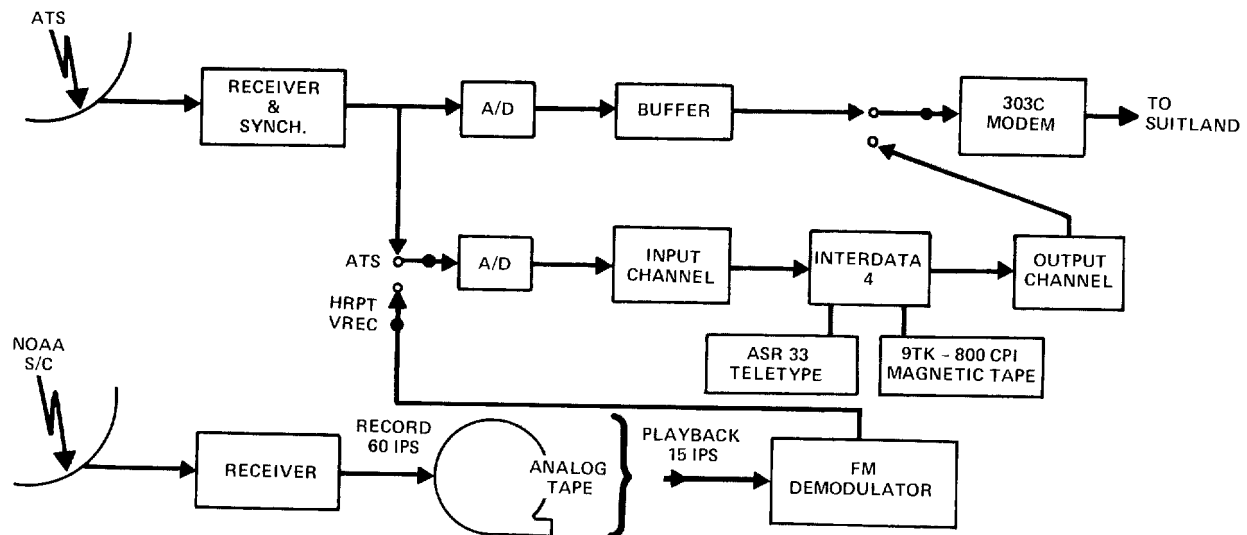 ATS
RECEIVER
&
SYNCH.
A/D
BUFFER
303C
MODEM
TO
SUITLAND
ATS
A/D
INPUT
CHANNEL
INTERDATA
4
OUTPUT
CHANNEL
HRPT
VREC
ASR 33
TELETYPE
9TK - 800 CPI
MAGNETIC TAPE
NOAA
S/C
RECEIVER
RECORD
60 IPS
ANALOG
TAPE
PLAYBACK
15 IPS
FM
DEMODULATOR